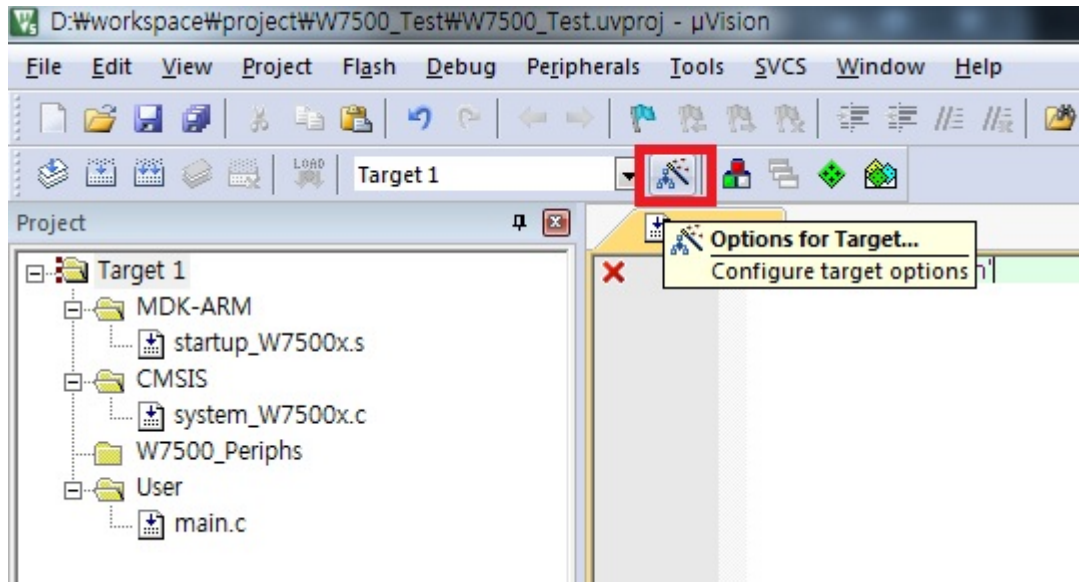 D:₩workspace₩project₩W7500_Test₩W7500_Test.uvproj - µVision
File Edit View Project Flash Debug Peripherals Tools SVCS Window Help
LOAD
Target 1
Project
Target 1
MDK-ARM
startup_W7500x.s
CMSIS
system_W7500x.c
W7500_Periphs
User
main.c
Options for Target...
Configure target options